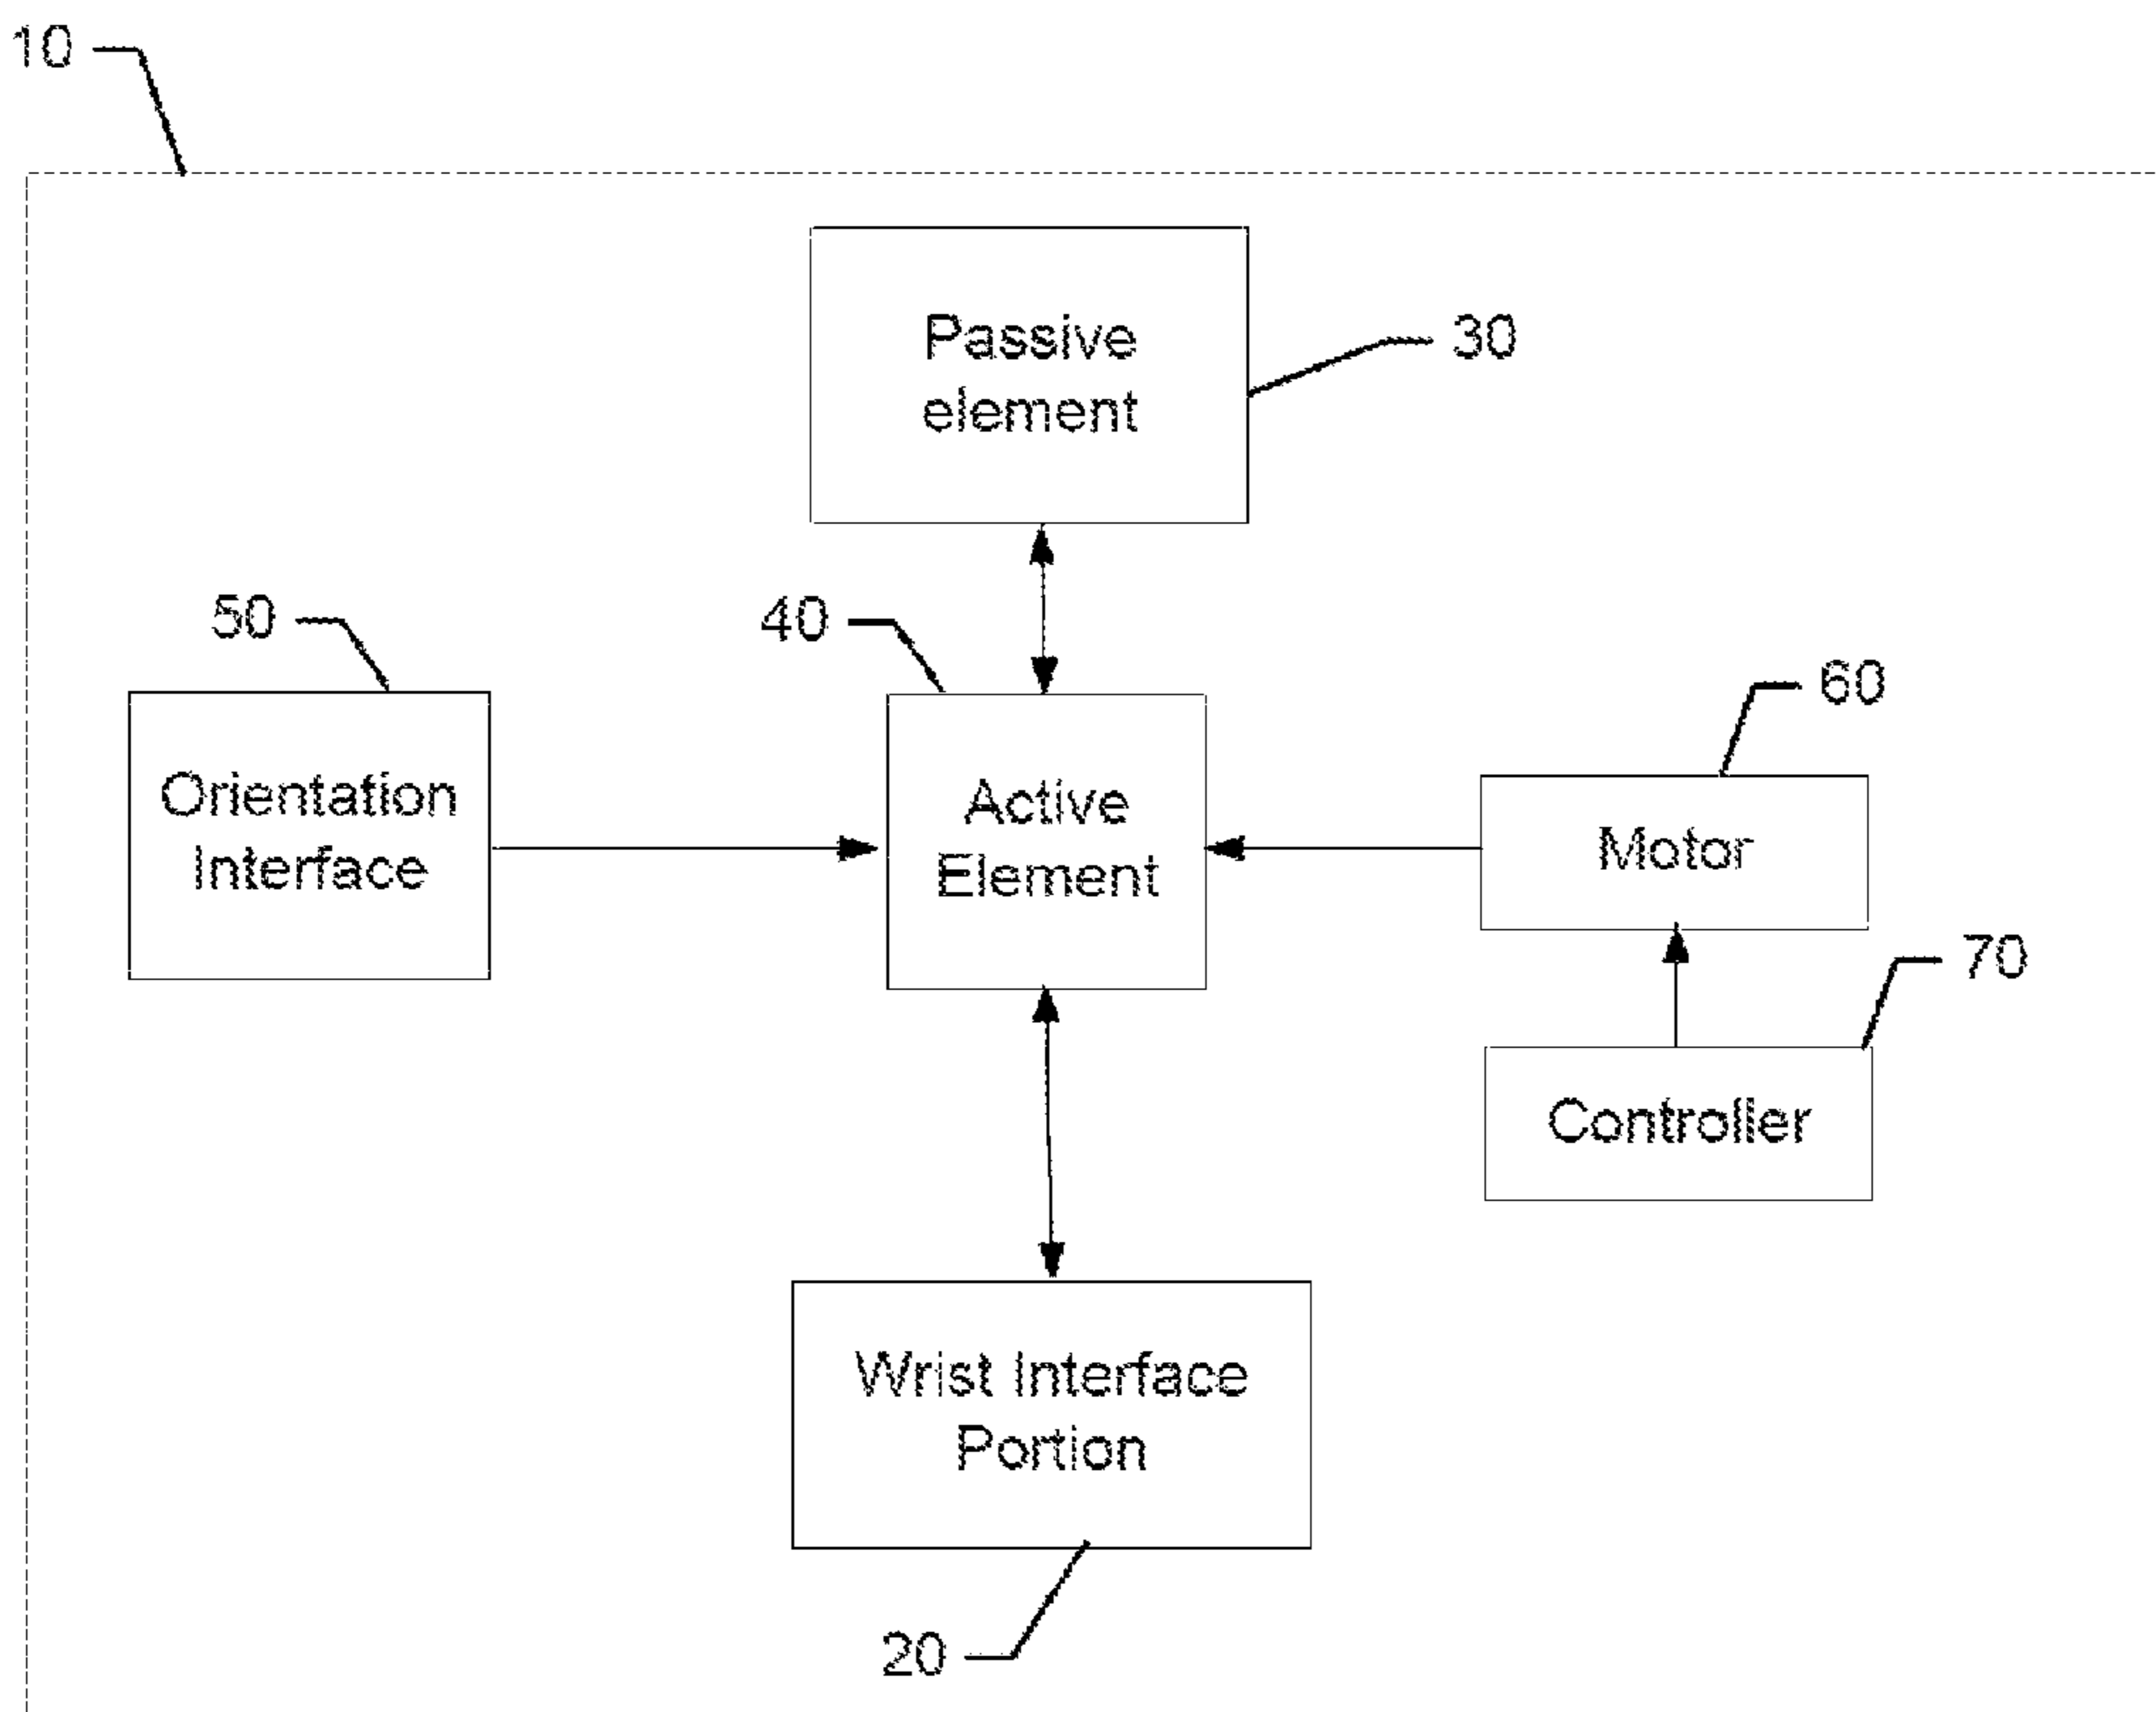 10
Passive
element
30
50
40
60
Orientation
Interface
Active
Element
Motor
70
Controller
Wrist Interface
Portion
20